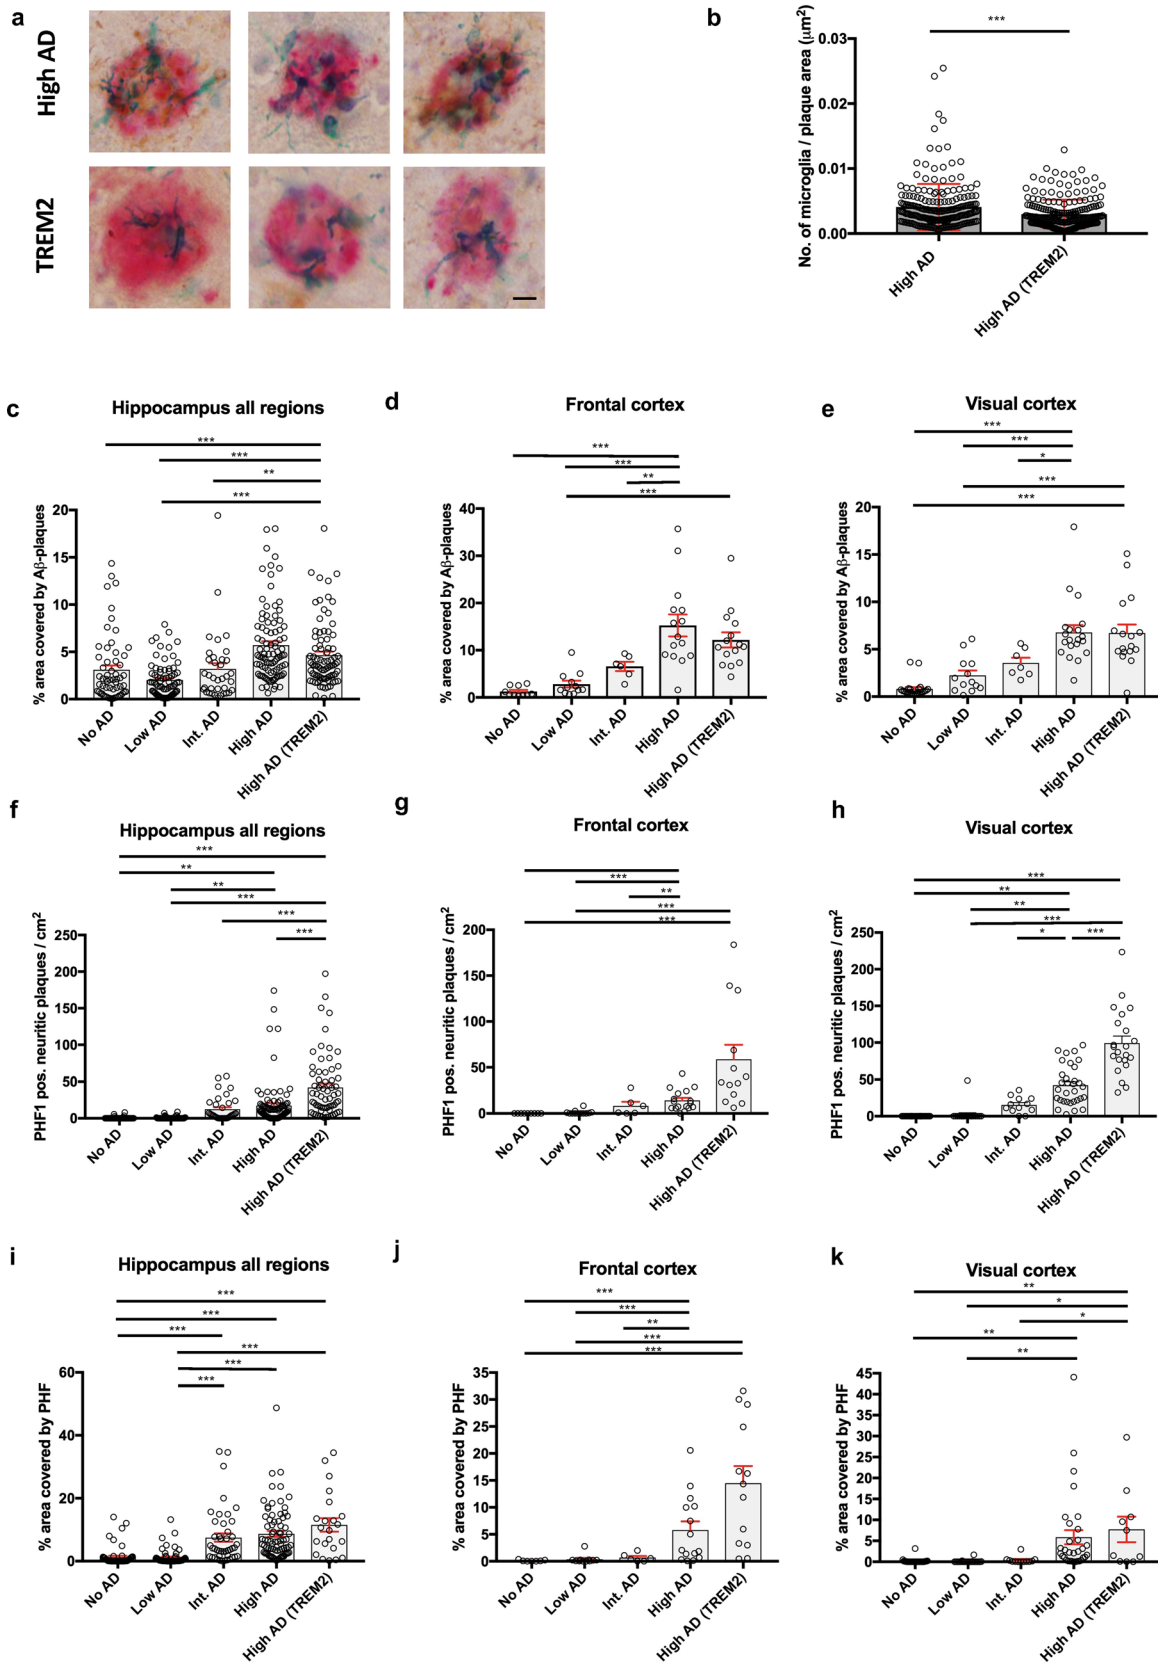 a
High AD
TREM2
b
***
No. of microglia / plaque area (μm²)
0.03
0.02
0.01
0.00
High AD
High AD (TREM2)
c
Hippocampus all regions
***
***
**
***
% area covered by Aβ-plaques
20
15
10
5
0
No AD
Low AD
Int. AD
High AD
High AD (TREM2)
d
Frontal cortex
***
***
**
***
% area covered by Aβ-plaques
40
30
20
10
0
No AD
Low AD
Int. AD
High AD
High AD (TREM2)
e
Visual cortex
***
***
*
***
***
% area covered by Aβ-plaques
20
15
10
5
0
No AD
Low AD
Int. AD
High AD
High AD (TREM2)
f
Hippocampus all regions
***
**
**
***
***
***
PHF1 pos. neuritic plaques / cm²
250
200
150
100
50
0
No AD
Low AD
Int. AD
High AD
High AD (TREM2)
g
Frontal cortex
***
**
***
***
PHF1 pos. neuritic plaques / cm²
200
150
100
50
0
No AD
Low AD
Int. AD
High AD
High AD (TREM2)
h
Visual cortex
***
**
**
***
*
***
PHF1 pos. neuritic plaques / cm²
250
200
150
100
50
0
No AD
Low AD
Int. AD
High AD
High AD (TREM2)
i
Hippocampus all regions
***
***
***
***
***
***
% area covered by PHF
60
40
20
0
No AD
Low AD
Int. AD
High AD
High AD (TREM2)
j
Frontal cortex
***
***
**
***
***
% area covered by PHF
35
30
25
20
15
10
5
0
No AD
Low AD
Int. AD
High AD
High AD (TREM2)
k
Visual cortex
**
*
*
**
**
% area covered by PHF
45
40
35
30
25
20
15
10
5
0
No AD
Low AD
Int. AD
High AD
High AD (TREM2)